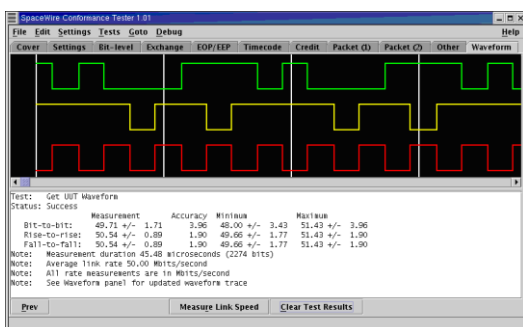 SpaceWire Conformance Tester 1.01
File Edit Settings Tests Goto Debug Help
Cover Settings Bit-level Exchange EOP/EEP Timecode Credit Packet (1) Packet (2) Other Waveform
Test: Get UUT Waveform
Status: Success
Measurement Accuracy Minimum Maximum
Bit-to-bit: 49.71 +/- 1.71 3.96 48.00 +/- 3.43 51.43 +/- 3.96
Rise-to-rise: 50.54 +/- 0.89 1.90 49.66 +/- 1.77 51.43 +/- 1.90
Fall-to-fall: 50.54 +/- 0.89 1.90 49.66 +/- 1.77 51.43 +/- 1.90
Note: Measurement duration 45.48 microseconds (2274 bits)
Note: Average link rate 50.00 Mbits/second
Note: All rate measurements are in Mbits/second
Note: See Waveform panel for updated waveform trace
Prev Measure Link Speed Clear Test Results